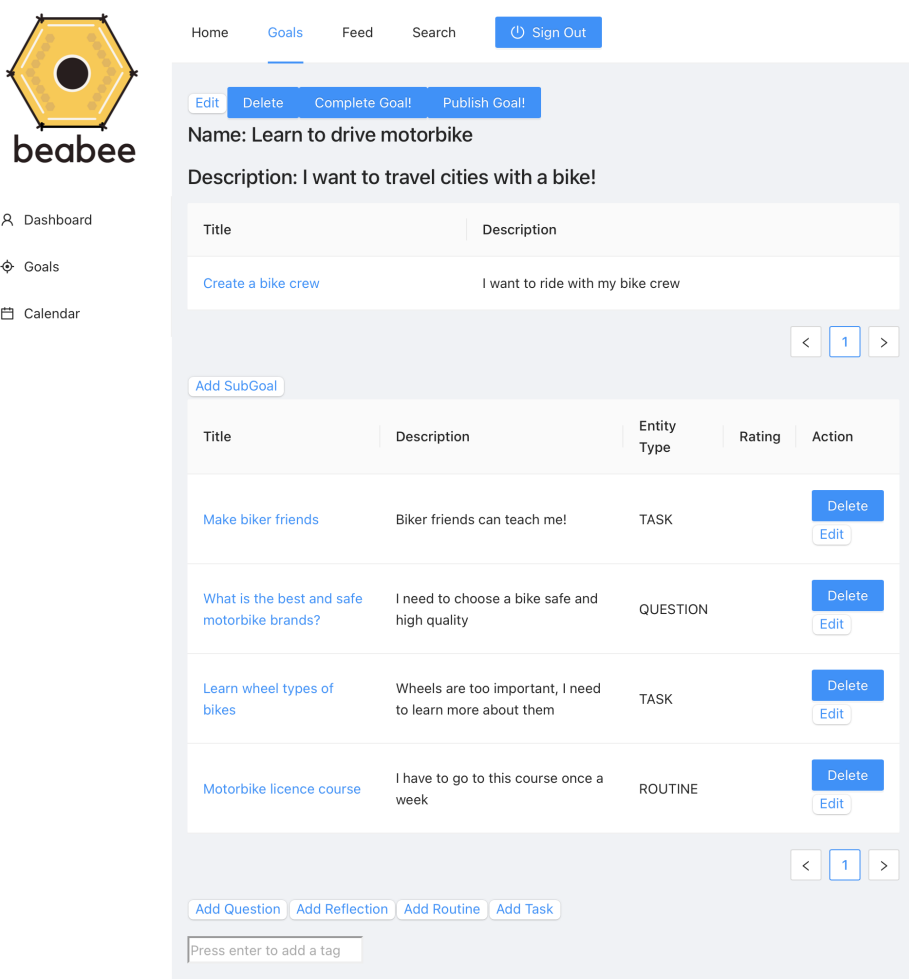 Home Goals Feed Search Sign Out
beabee
Dashboard
Goals
Calendar
Edit Delete Complete Goal! Publish Goal!
Name: Learn to drive motorbike
Description: I want to travel cities with a bike!
Title Description
Create a bike crew I want to ride with my bike crew
< 1 >
Add SubGoal
Title Description Entity Type Rating Action
Make biker friends Biker friends can teach me! TASK Delete
Edit
What is the best and safe I need to choose a bike safe and QUESTION Delete
motorbike brands? high quality Edit
Learn wheel types of Wheels are too important, I need TASK Delete
bikes to learn more about them Edit
Motorbike licence course I have to go to this course once a ROUTINE Delete
week Edit
< 1 >
Add Question Add Reflection Add Routine Add Task
Press enter to add a tag